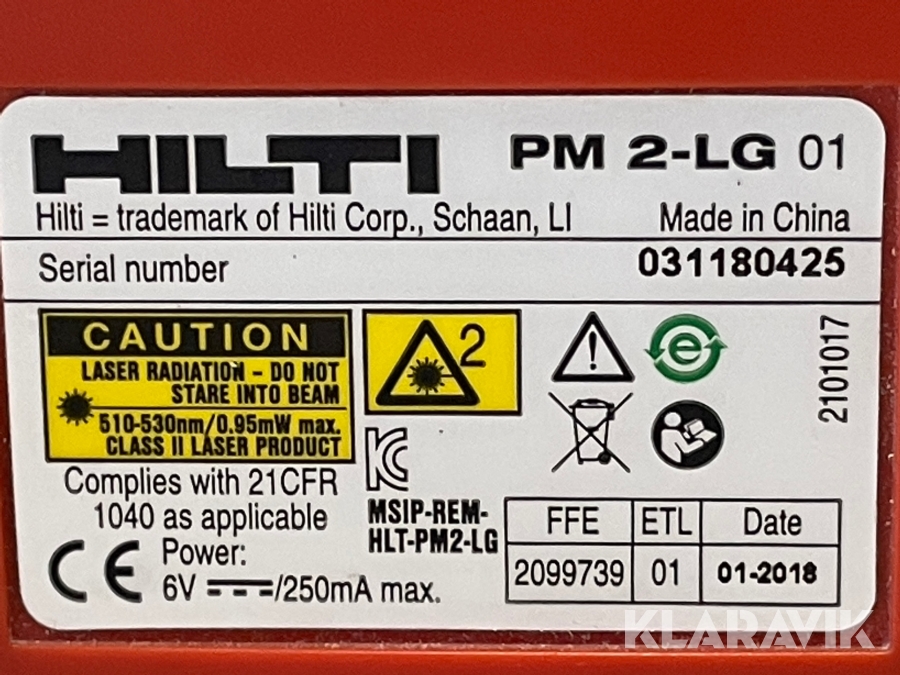 HILTI PM 2-LG 01
Hilti = trademark of Hilti Corp., Schaan, LI Made in China
Serial number 031180425
CAUTION
LASER RADIATION - DO NOT
STARE INTO BEAM
510-530nm/0.95mW max.
CLASS II LASER PRODUCT
2
e
2101017
Complies with 21CFR
1040 as applicable
KC
MSIP-REM-
HLT-PM2-LG
CE
Power:
6V /250mA max.
FFE ETL Date
2099739 01 01-2018
KLARAVIK